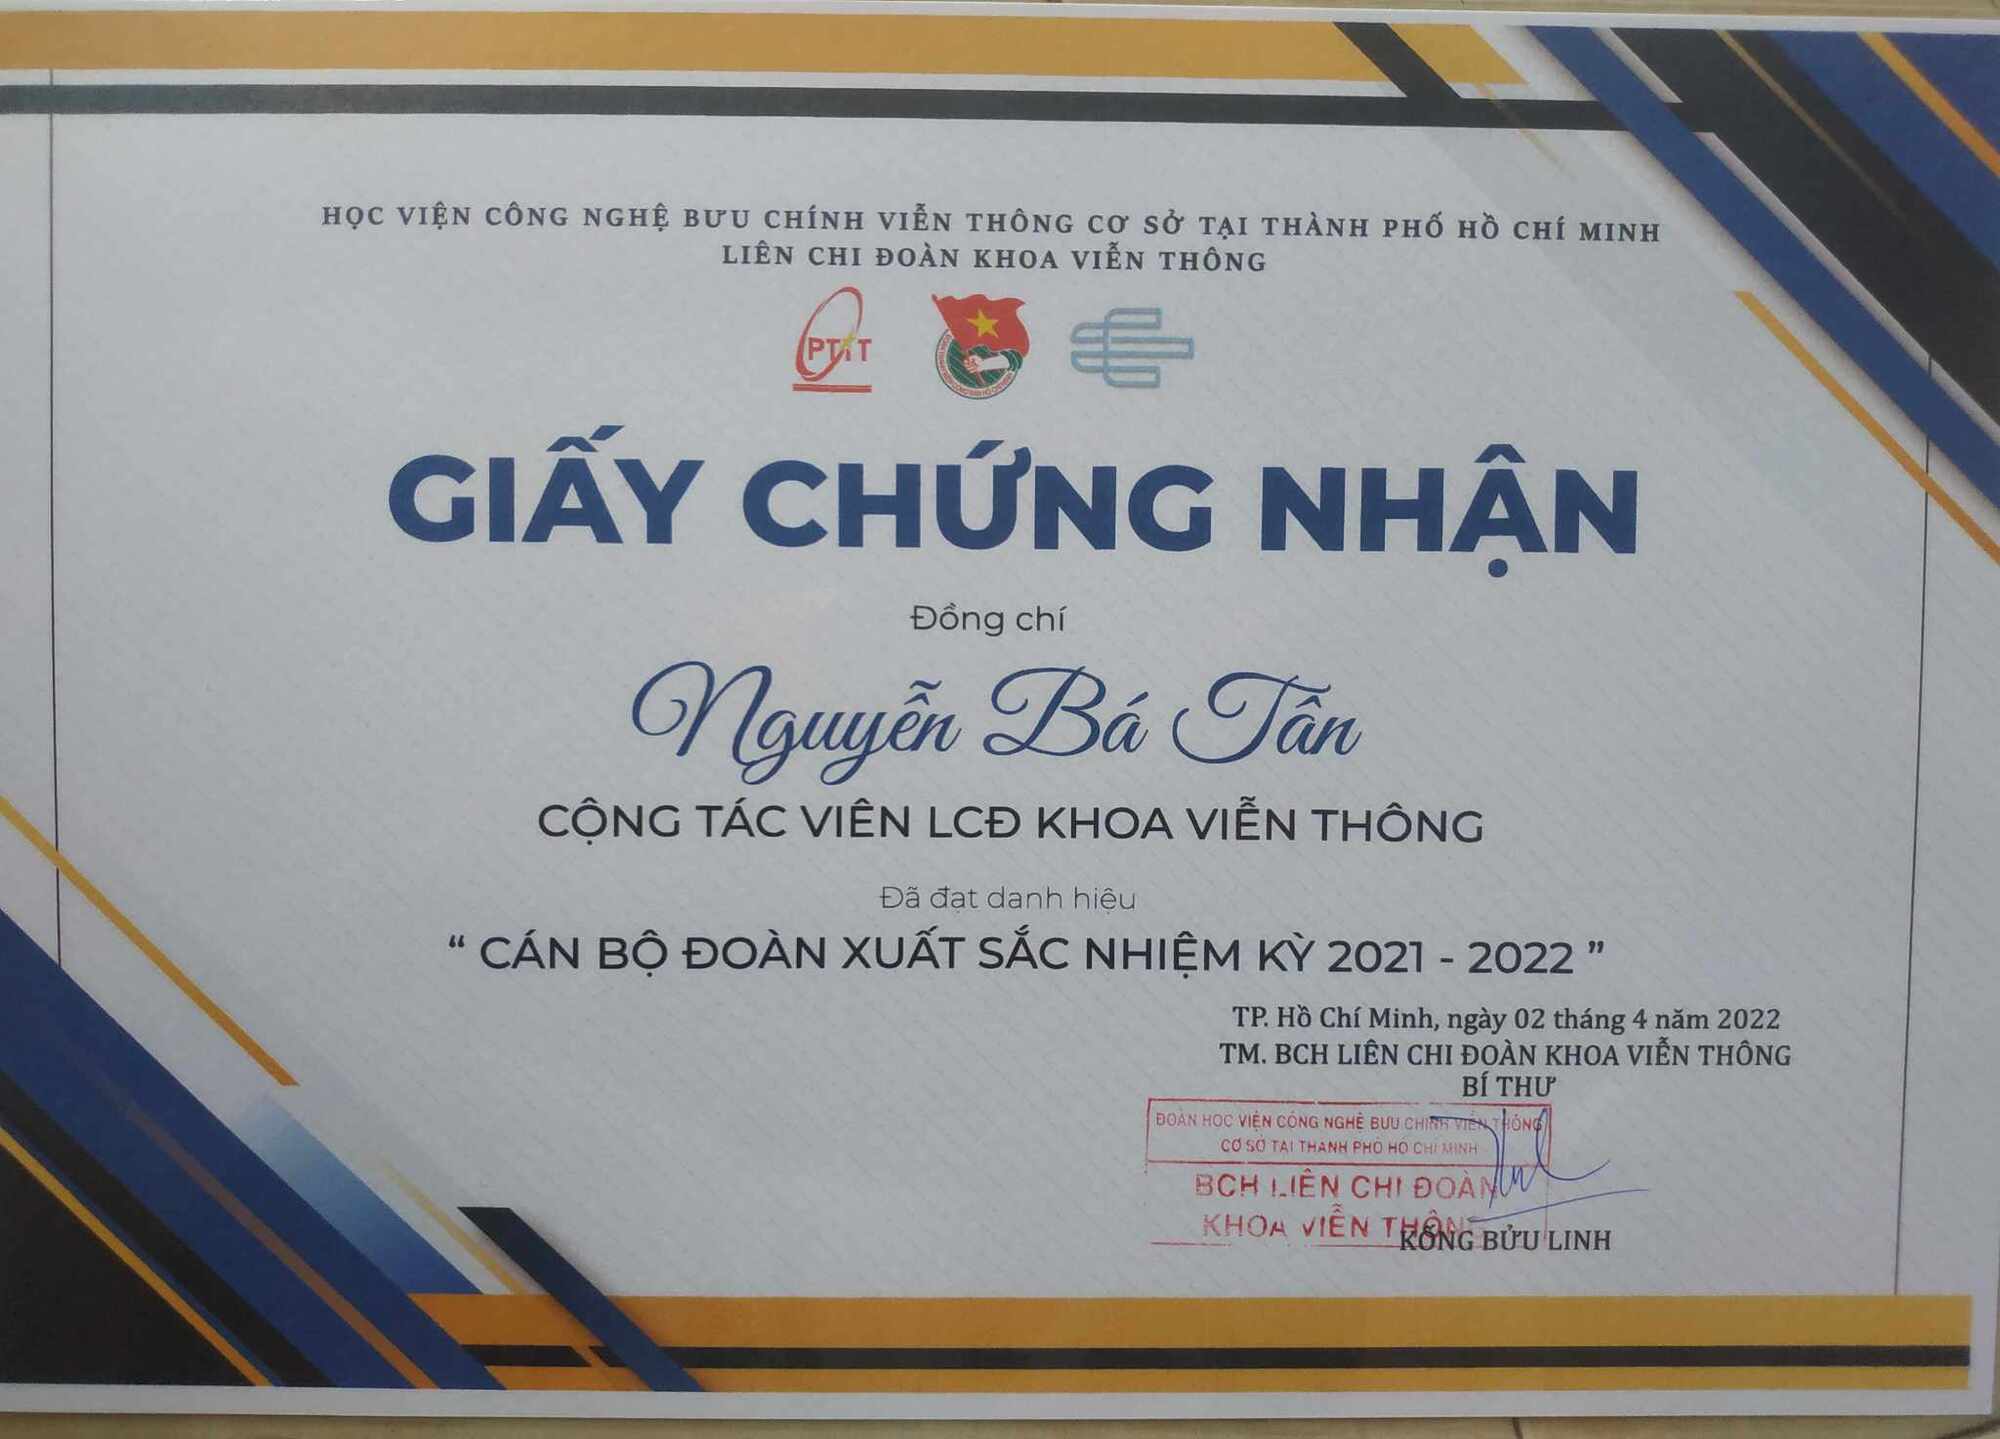 HỌC VIỆN CÔNG NGHỆ BƯU CHÍNH VIỄN THÔNG CƠ SỞ TẠI THÀNH PHỐ HỒ CHÍ MINH
LIÊN CHI ĐOÀN KHOA VIỄN THÔNG
PTIT
GIẤY CHỨNG NHẬN
Đồng chí
Nguyễn Bá Tân
CỘNG TÁC VIÊN LCĐ KHOA VIỄN THÔNG
Đã đạt danh hiệu
“ CÁN BỘ ĐOÀN XUẤT SẮC NHIỆM KỲ 2021 - 2022 ”
TP. Hồ Chí Minh, ngày 02 tháng 4 năm 2022
TM. BCH LIÊN CHI ĐOÀN KHOA VIỄN THÔNG
BÍ THƯ
ĐOÀN HỌC VIỆN CÔNG NGHỆ BƯU CHÍNH VIỄN THÔNG
CƠ SỞ TẠI THÀNH PHỐ HỒ CHÍ MINH
BCH LIÊN CHI ĐOÀN
KHOA VIỄN THÔNG
KỐNG BỬU LINH